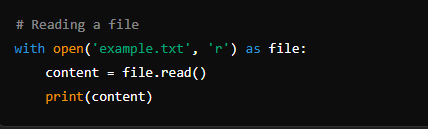 # Reading a file
with open('example.txt', 'r') as file:
    content = file.read()
    print(content)